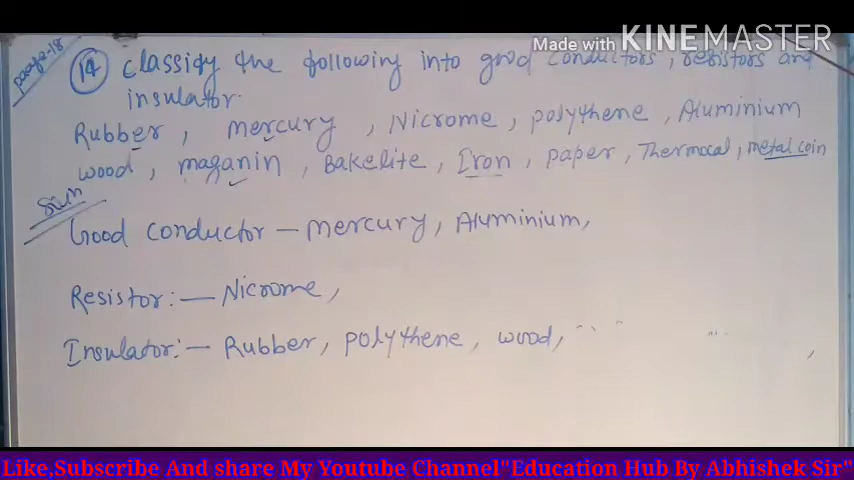 Made with KINEMASTER
page-18
14 classify the following into good conductors, resistors and
insulator.
Rubber, mercury, Nicrome, polythene, Aluminium
wood, maganin, Bakelite, Iron, paper, Thermocal, metal coin
Soln
Good conductor - mercury, Aluminium,
Resistor:- Nicrome,
Insulator:- Rubber, polythene, wood,
Like,Subscribe And share My Youtube Channel"Education Hub By Abhishek Sir"